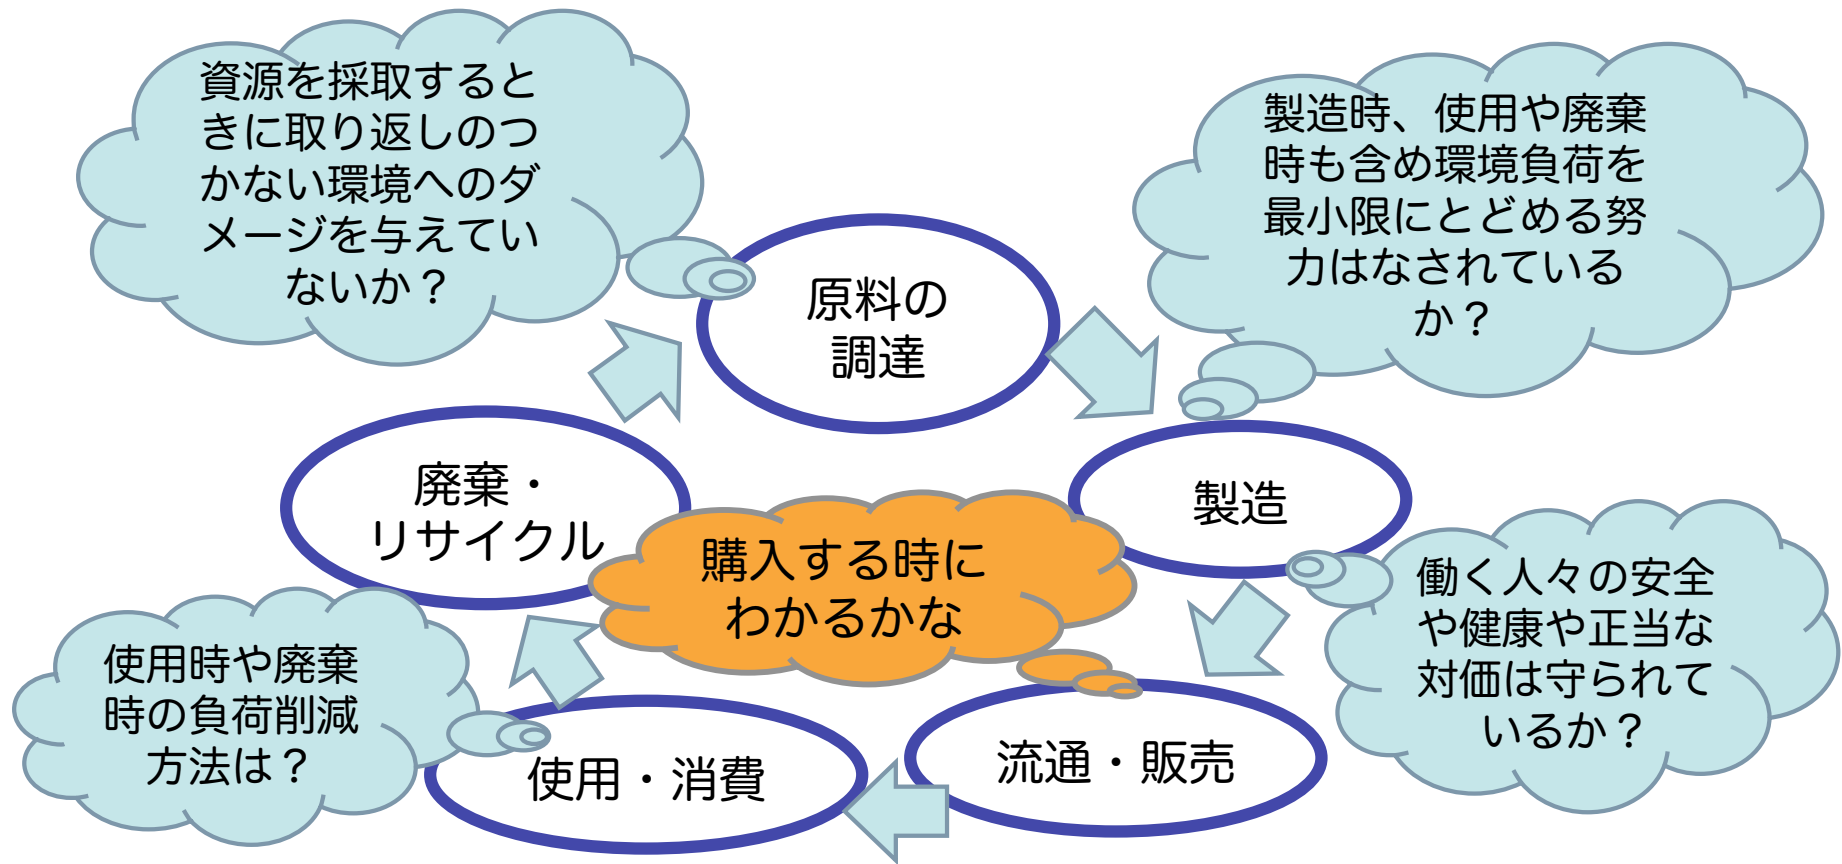 資源を採取すると
きに取り返しのつ
かない環境へのダ
メージを与えてい
ないか？
製造時、使用や廃棄
時も含め環境負荷を
最小限にとどめる努
力はなされている
か？
原料の
調達
廃棄・
リサイクル
製造
購入する時に
わかるかな
働く人々の安全
や健康や正当な
対価は守られて
いるか？
使用時や廃棄
時の負荷削減
方法は？
使用・消費
流通・販売